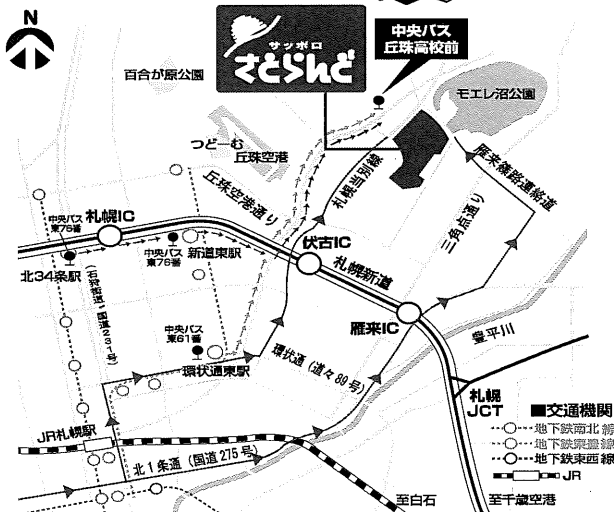 N
サッポロ
さとらんど
中央バス
丘珠高校前
百合が原公園
モエレ沼公園
つどーむ
丘珠空港
丘珠空港通り
札幌当別線
雁来篠路連絡道
三角点通り
中央バス
東76番
札幌IC
中央バス
東76番
新道東駅
北34条駅
伏古IC
札幌新道
(石狩街道・国道231号)
雁来IC
豊平川
中央バス
東61番
環状通東駅
環状通(道々89号)
札幌
JCT
JR札幌駅
北1条通(国道275号)
■交通機関
地下鉄南北線
地下鉄東豊線
地下鉄東西線
JR
至白石
至千歳空港